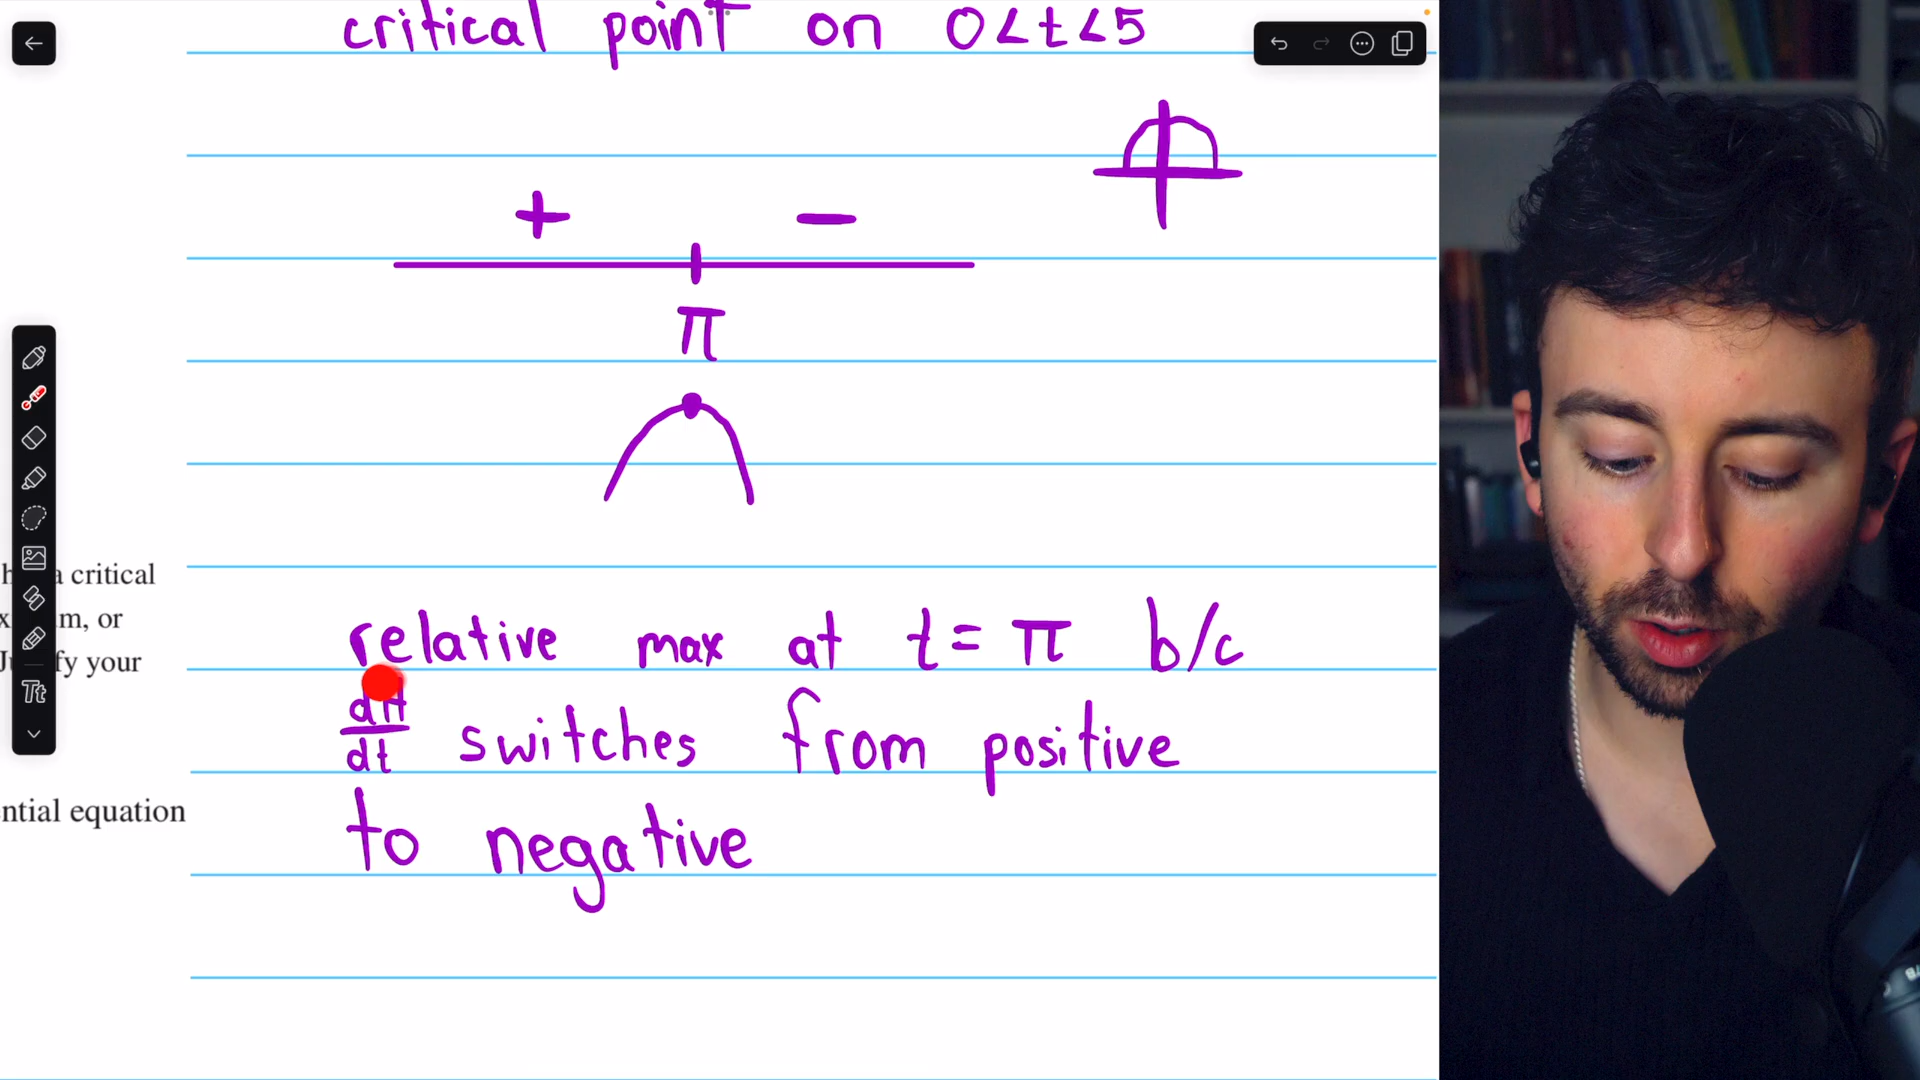 critical point on 0<t<5
+ −
π
a critical
m, or
fy your
relative max at t = π b/c
dH
dt switches from positive
to negative
ntial equation
Tt